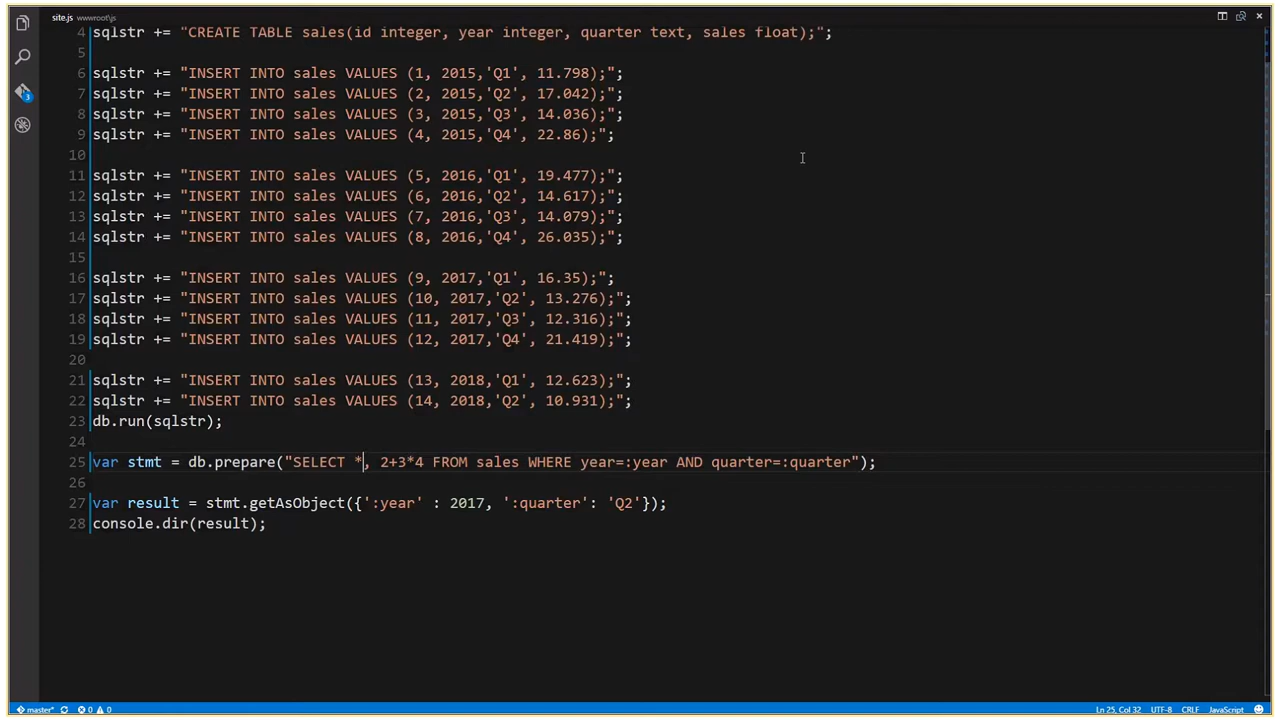 site.js wwwroot\js
4 sqlstr += "CREATE TABLE sales(id integer, year integer, quarter text, sales float);";
5
6 sqlstr += "INSERT INTO sales VALUES (1, 2015,'Q1', 11.798);";
7 sqlstr += "INSERT INTO sales VALUES (2, 2015,'Q2', 17.042);";
8 sqlstr += "INSERT INTO sales VALUES (3, 2015,'Q3', 14.036);";
9 sqlstr += "INSERT INTO sales VALUES (4, 2015,'Q4', 22.86);";
10
11 sqlstr += "INSERT INTO sales VALUES (5, 2016,'Q1', 19.477);";
12 sqlstr += "INSERT INTO sales VALUES (6, 2016,'Q2', 14.617);";
13 sqlstr += "INSERT INTO sales VALUES (7, 2016,'Q3', 14.079);";
14 sqlstr += "INSERT INTO sales VALUES (8, 2016,'Q4', 26.035);";
15
16 sqlstr += "INSERT INTO sales VALUES (9, 2017,'Q1', 16.35);";
17 sqlstr += "INSERT INTO sales VALUES (10, 2017,'Q2', 13.276);";
18 sqlstr += "INSERT INTO sales VALUES (11, 2017,'Q3', 12.316);";
19 sqlstr += "INSERT INTO sales VALUES (12, 2017,'Q4', 21.419);";
20
21 sqlstr += "INSERT INTO sales VALUES (13, 2018,'Q1', 12.623);";
22 sqlstr += "INSERT INTO sales VALUES (14, 2018,'Q2', 10.931);";
23 db.run(sqlstr);
24
25 var stmt = db.prepare("SELECT *, 2+3*4 FROM sales WHERE year=:year AND quarter=:quarter");
26
27 var result = stmt.getAsObject({':year' : 2017, ':quarter': 'Q2'});
28 console.dir(result);
3
master* 0 0 Ln 25, Col 32 UTF-8 CRLF JavaScript